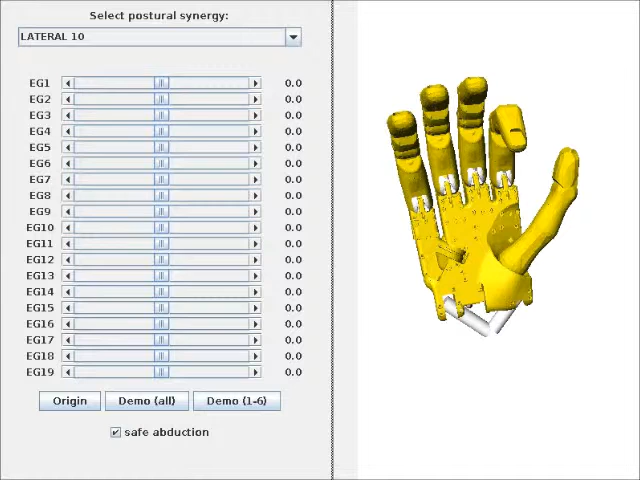 Select postural synergy:
LATERAL 10
EG1 0.0
EG2 0.0
EG3 0.0
EG4 0.0
EG5 0.0
EG6 0.0
EG7 0.0
EG8 0.0
EG9 0.0
EG10 0.0
EG11 0.0
EG12 0.0
EG13 0.0
EG14 0.0
EG15 0.0
EG16 0.0
EG17 0.0
EG18 0.0
EG19 0.0
Origin Demo (all) Demo (1-6)
safe abduction